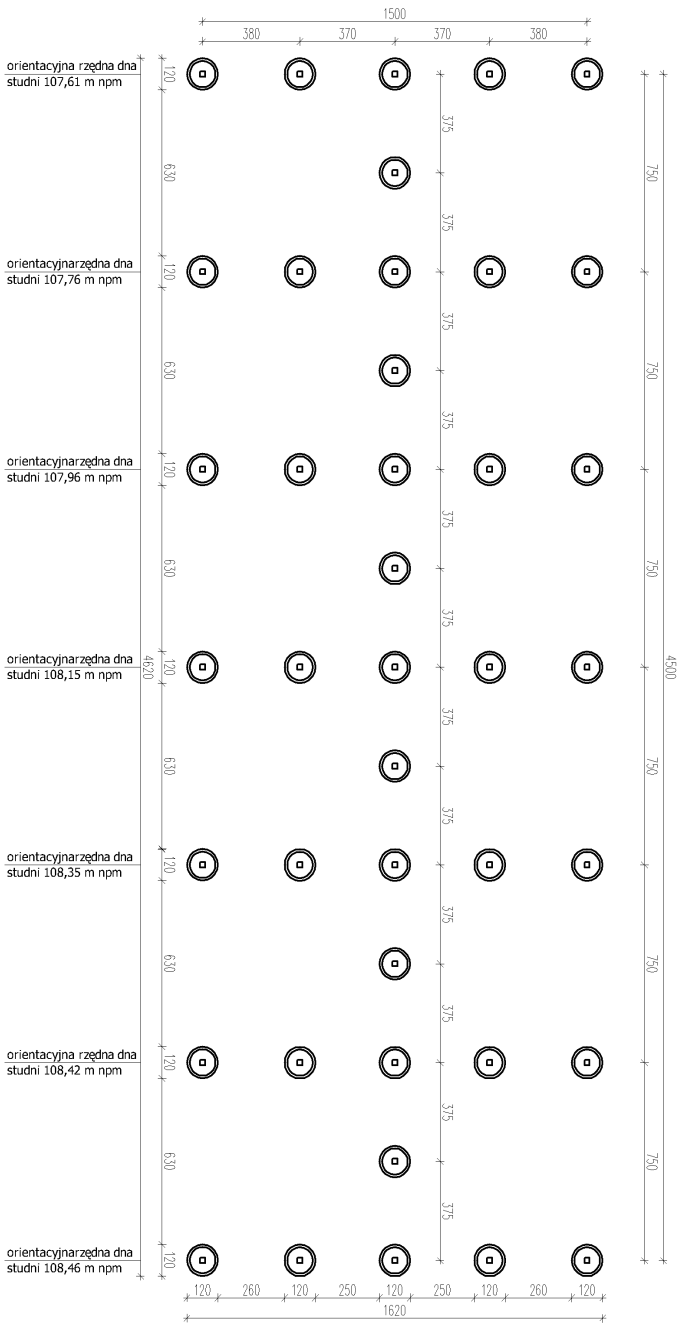 1500
380 370 370 380
orientacyjna rzędna dna
studni 107,61 m npm
120
375
630
750
375
orientacyjnarzędna dna
studni 107,76 m npm
120
375
630
750
375
orientacyjnarzędna dna
studni 107,96 m npm
120
375
630
750
375
orientacyjnarzędna dna
studni 108,15 m npm
4620
120
4500
375
630
750
375
orientacyjnarzędna dna
studni 108,35 m npm
120
375
630
750
375
orientacyjna rzędna dna
studni 108,42 m npm
120
375
630
750
375
orientacyjnarzędna dna
studni 108,46 m npm
120
120 260 120 250 120 250 120 260 120
1620